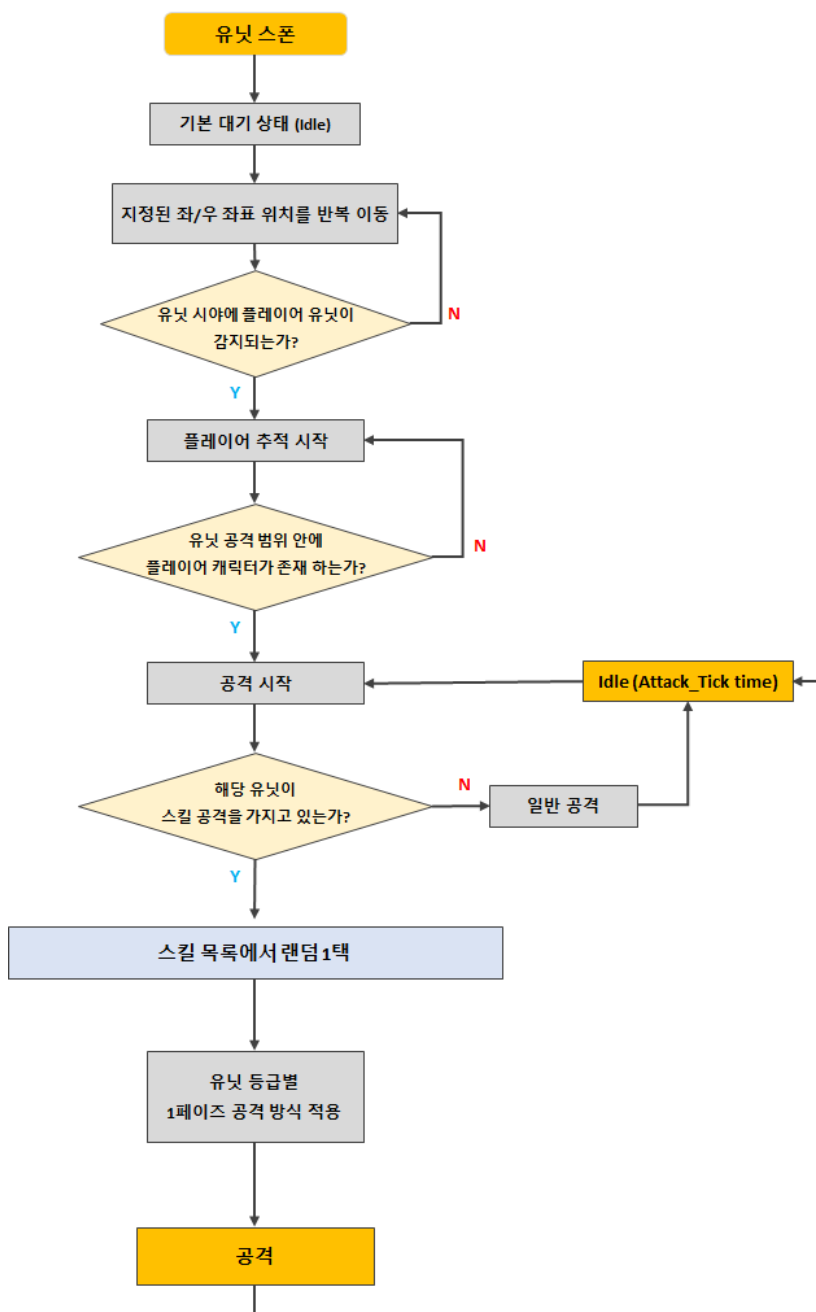 유닛 스폰
기본 대기 상태 (Idle)
지정된 좌/우 좌표 위치를 반복 이동
유닛 시야에 플레이어 유닛이
감지되는가?
N
Y
플레이어 추적 시작
유닛 공격 범위 안에
플레이어 캐릭터가 존재 하는가?
N
Y
공격 시작
Idle (Attack_Tick time)
해당 유닛이
스킬 공격을 가지고 있는가?
N
일반 공격
Y
스킬 목록에서 랜덤 1택
유닛 등급별
1페이즈 공격 방식 적용
공격